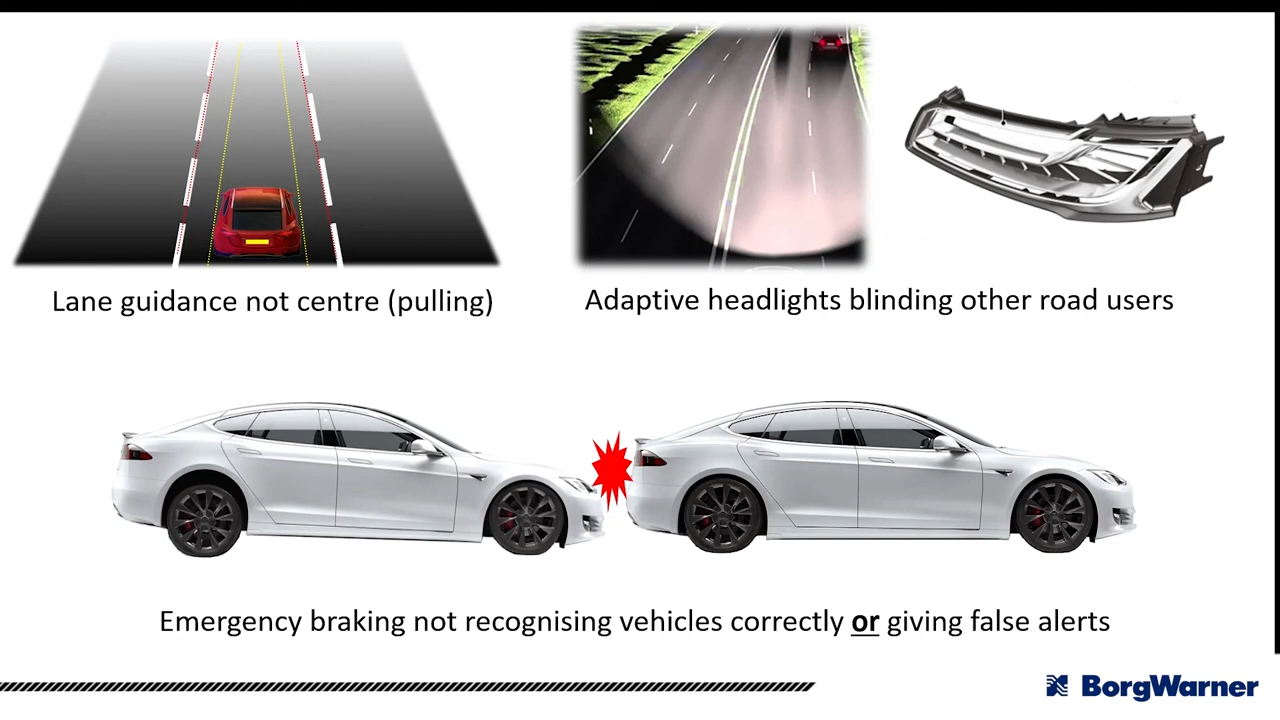 Lane guidance not centre (pulling)
Adaptive headlights blinding other road users
Emergency braking not recognising vehicles correctly or giving false alerts
BorgWarner